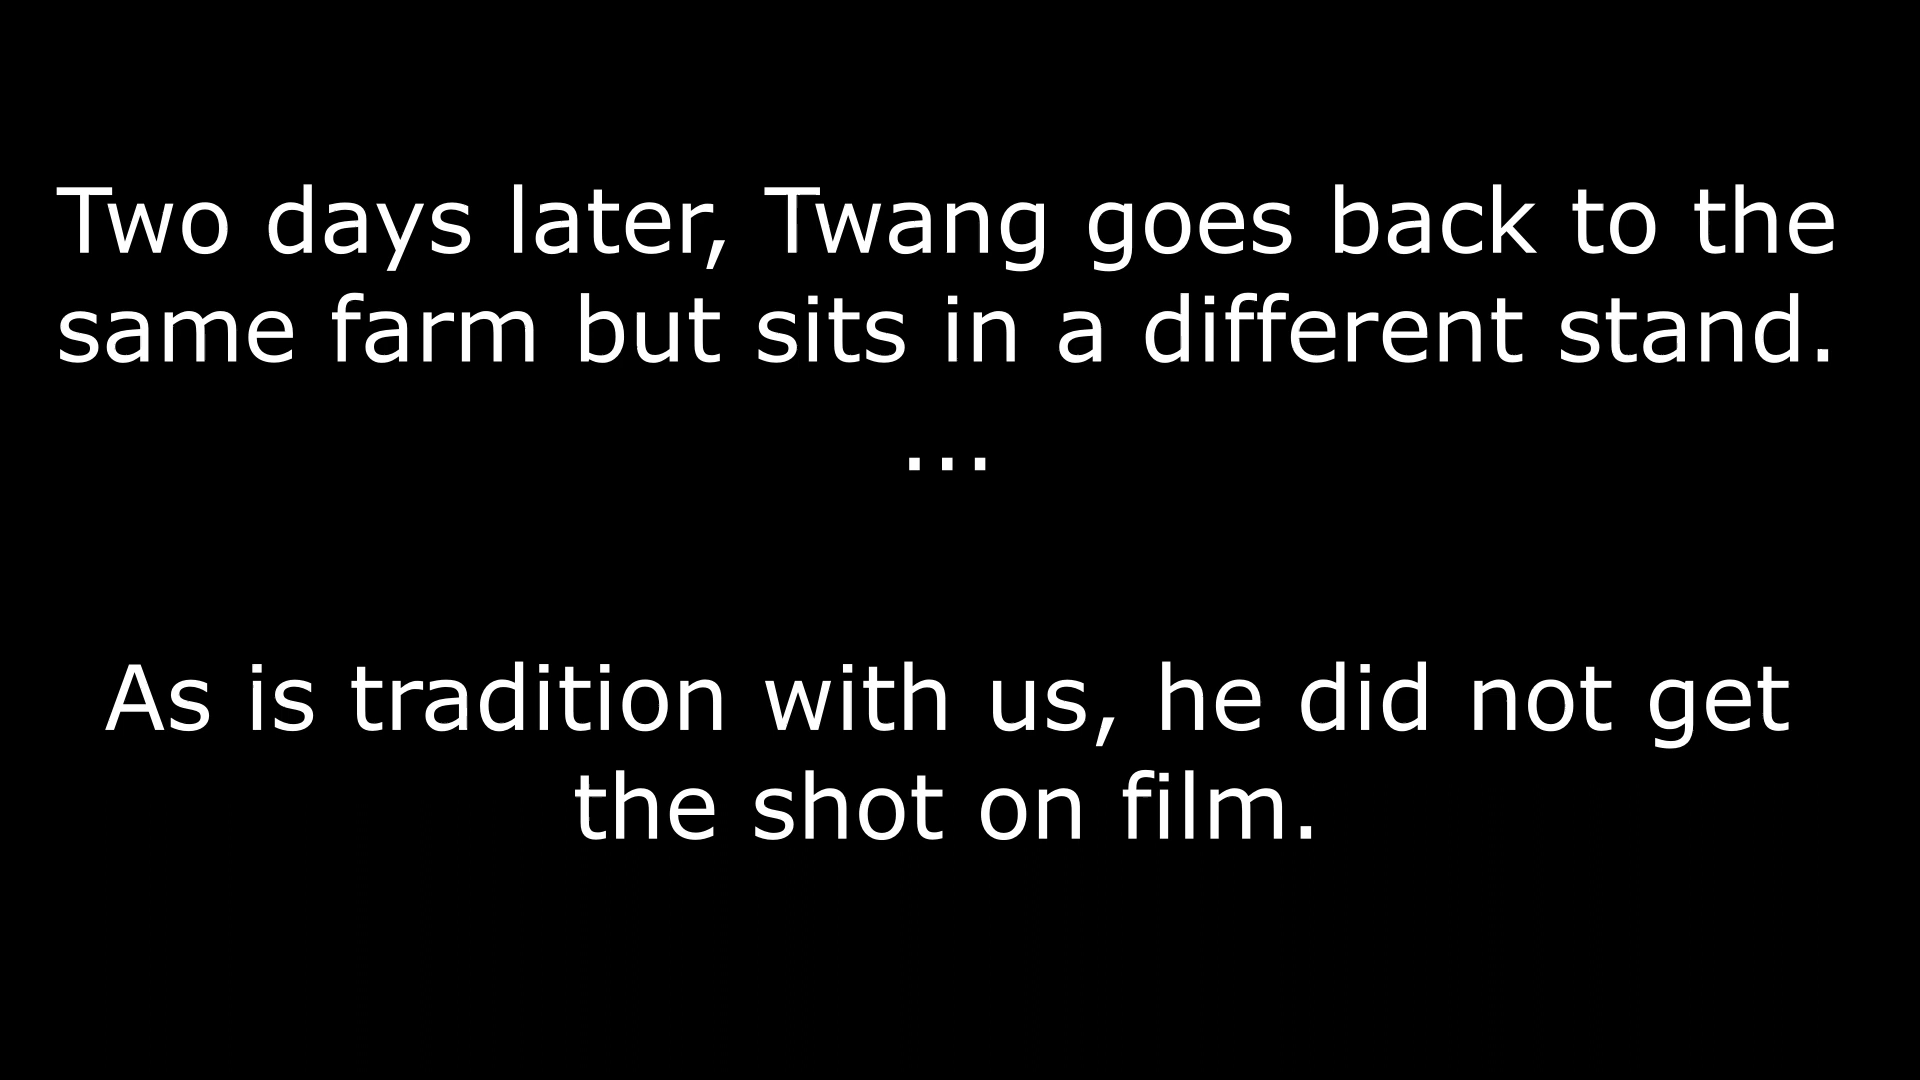 Two days later, Twang goes back to the
same farm but sits in a different stand.
...
As is tradition with us, he did not get
the shot on film.